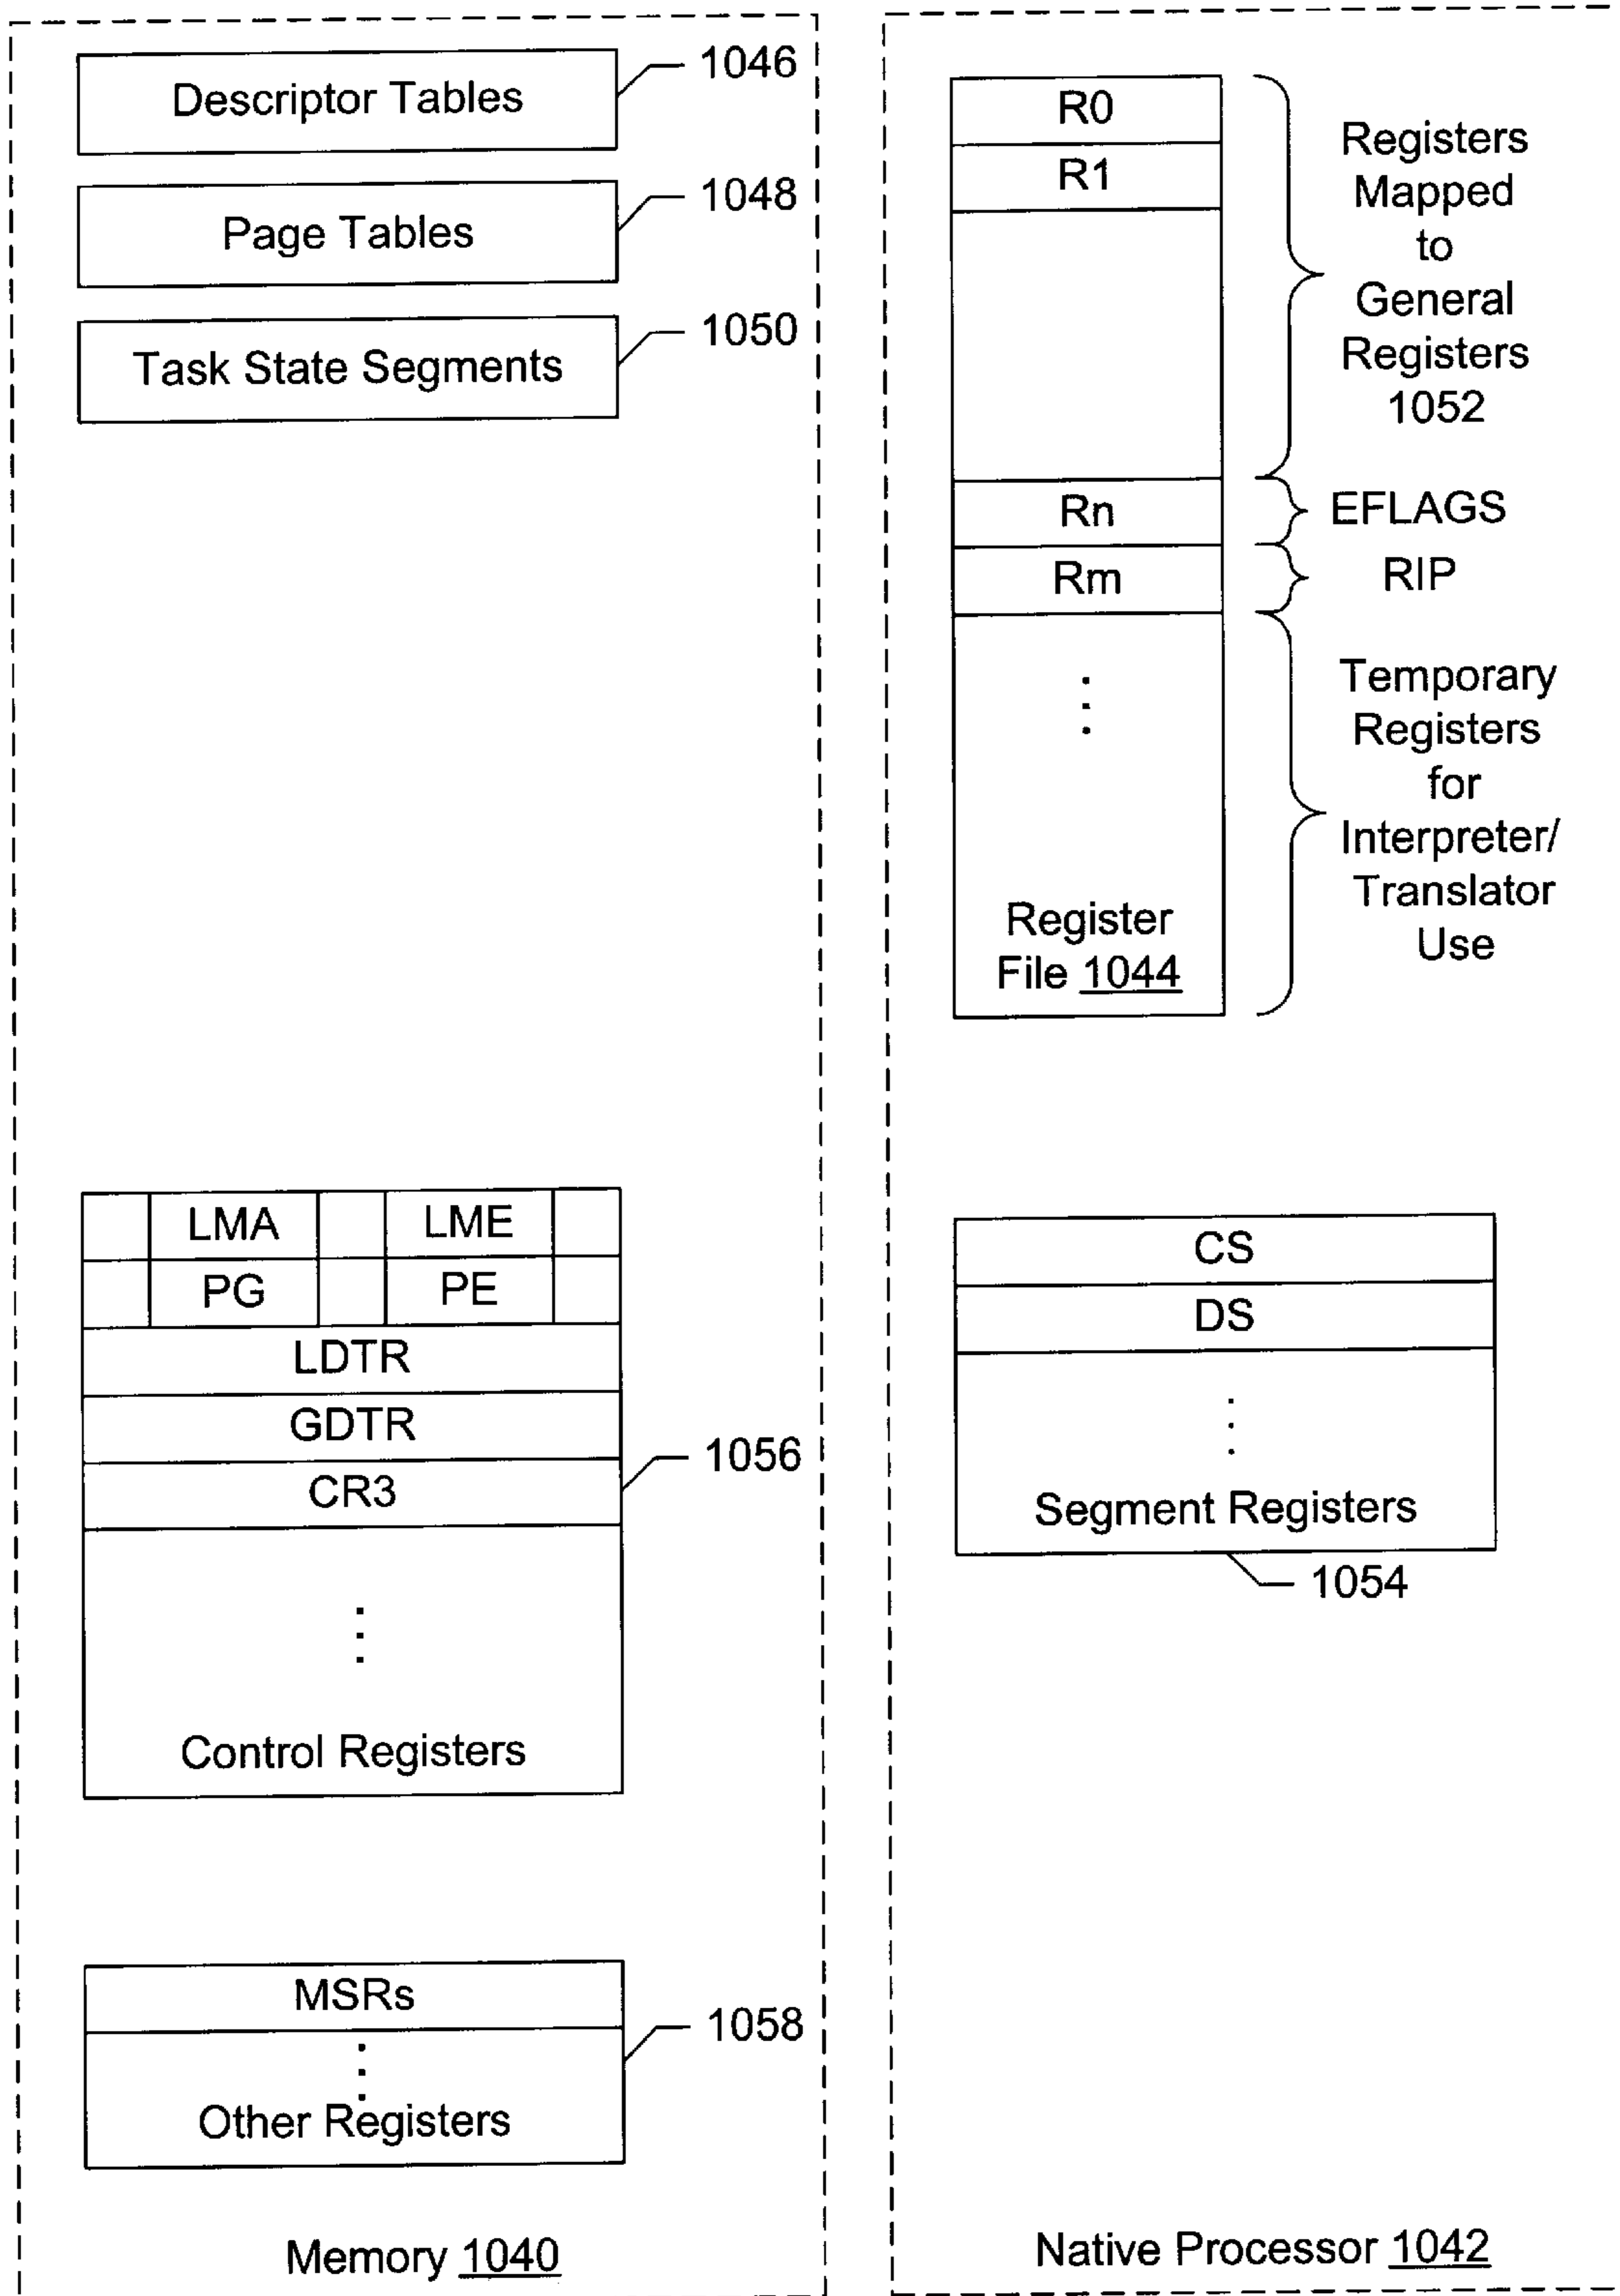 Descriptor Tables
1046
Page Tables
1048
Task State Segments
1050
LMA
LME
PG
PE
LDTR
GDTR
CR3
1056
Control Registers
MSRs
1058
Other Registers
Memory 1040
R0
R1
Registers
Mapped
to
General
Registers
1052
Rn
EFLAGS
Rm
RIP
Temporary
Registers
for
Interpreter/
Translator
Use
Register
File 1044
CS
DS
Segment Registers
1054
Native Processor 1042